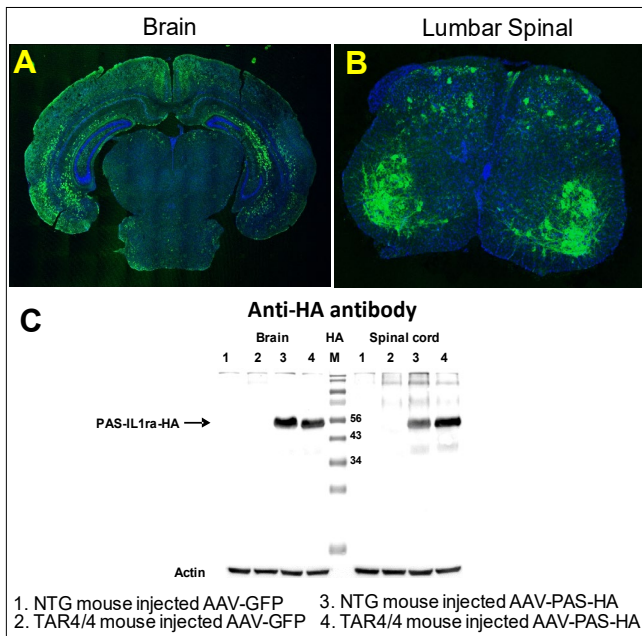 Brain
Lumbar Spinal
A
B
C
Anti-HA antibody
Brain HA Spinal cord
1 2 3 4 M 1 2 3 4
PAS-IL1ra-HA
56
43
34
Actin
1. NTG mouse injected AAV-GFP
2. TAR4/4 mouse injected AAV-GFP
3. NTG mouse injected AAV-PAS-HA
4. TAR4/4 mouse injected AAV-PAS-HA